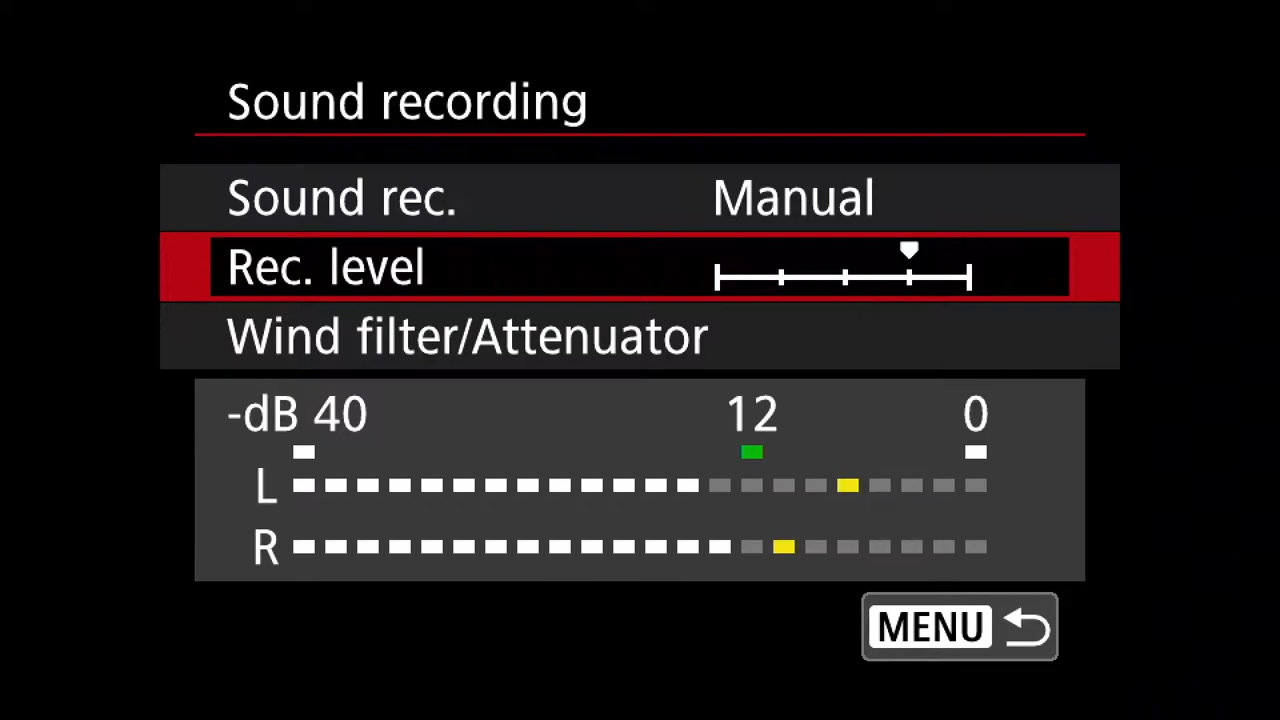 Sound recording
Sound rec. Manual
Rec. level
Wind filter/Attenuator
-dB 40 12 0
L
R
MENU